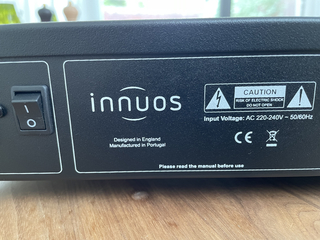 innuos
CAUTION
RISK OF ELECTRIC SHOCK
DO NOT OPEN
Input Voltage: AC 220-240V ~ 50/60Hz
Designed in England
Manufactured in Portugal
CE
Please read the manual before use
I
O